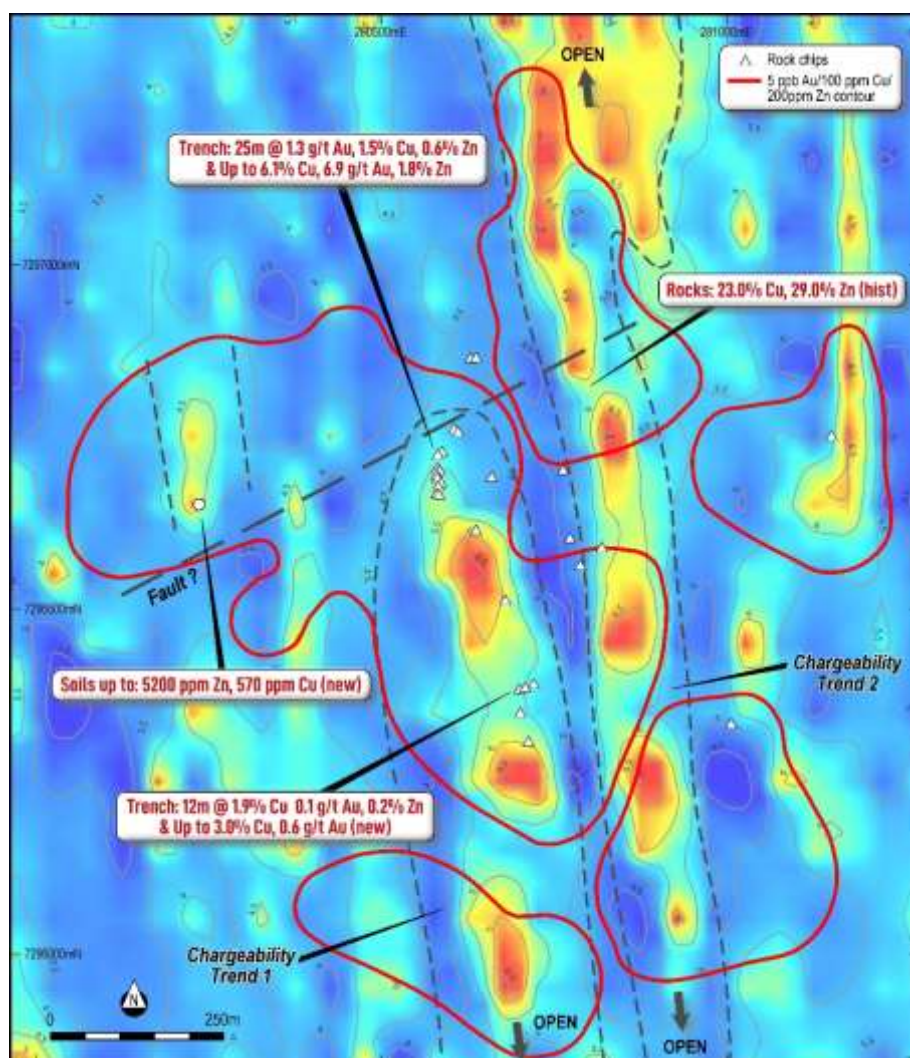 280500mE
281000mE
OPEN
Rock chips
5 ppb Au/100 ppm Cu/
200ppm Zn contour
Trench: 25m @ 1.3 g/t Au, 1.5% Cu, 0.6% Zn
& Up to 6.1% Cu, 6.9 g/t Au, 1.8% Zn
7297000mN
Rocks: 23.0% Cu, 29.0% Zn (hist)
Fault ?
7296500mN
Soils up to: 5200 ppm Zn, 570 ppm Cu (new)
Chargeability
Trend 2
Trench: 12m @ 1.9% Cu 0.1 g/t Au, 0.2% Zn
& Up to 3.0% Cu, 0.6 g/t Au (new)
7296000mN
Chargeability
Trend 1
N
0
250m
OPEN
OPEN